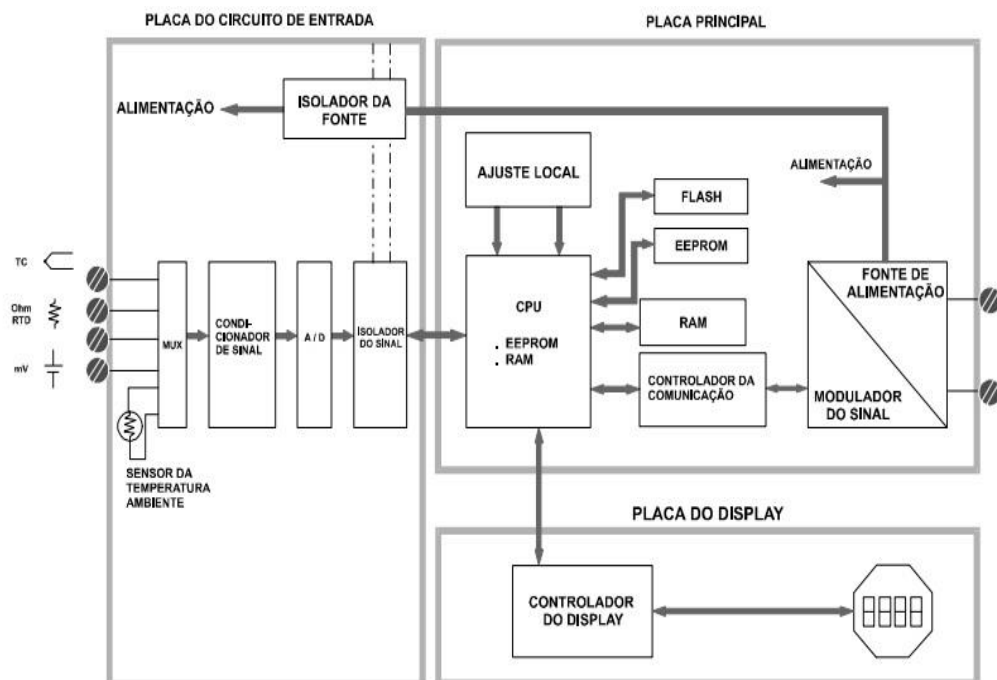 PLACA DO CIRCUITO DE ENTRADA
PLACA PRINCIPAL
ALIMENTAÇÃO
ISOLADOR DA
FONTE
AJUSTE LOCAL
ALIMENTAÇÃO
FLASH
EEPROM
TC
Ohm
RTD
mV
MUX
CONDI-
CIONADOR
DE SINAL
A / D
ISOLADOR
DO SINAL
CPU
. EEPROM
. RAM
RAM
CONTROLADOR DA
COMUNICAÇÃO
FONTE DE
ALIMENTAÇÃO
MODULADOR
DO SINAL
SENSOR DA
TEMPERATURA
AMBIENTE
PLACA DO DISPLAY
CONTROLADOR
DO DISPLAY
8888